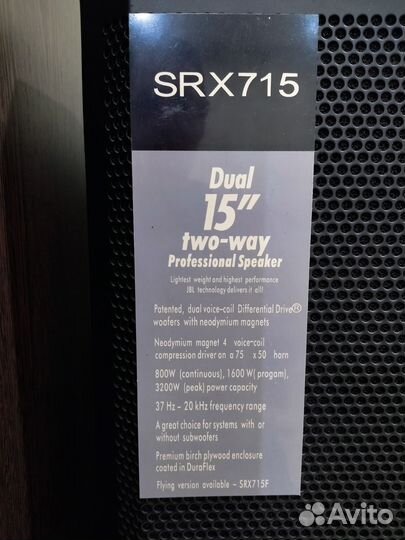 SRX715
Dual
15”
two-way
Professional Speaker
Lightest weight and highest performance
JBL technology delivers it all!
Patented, dual voice-coil Differential Drive®
woofers with neodymium magnets
Neodymium magnet 4 voice-coil
compression driver on a 75 x 50 horn
800W (continuous), 1600 W( progam),
3200W (peak) power capacity
37 Hz – 20 kHz frequency range
A great choice for systems with or
without subwoofers
Premium birch plywood enclosure
coated in DuraFlex
Flying version available – SRX715F
Avito